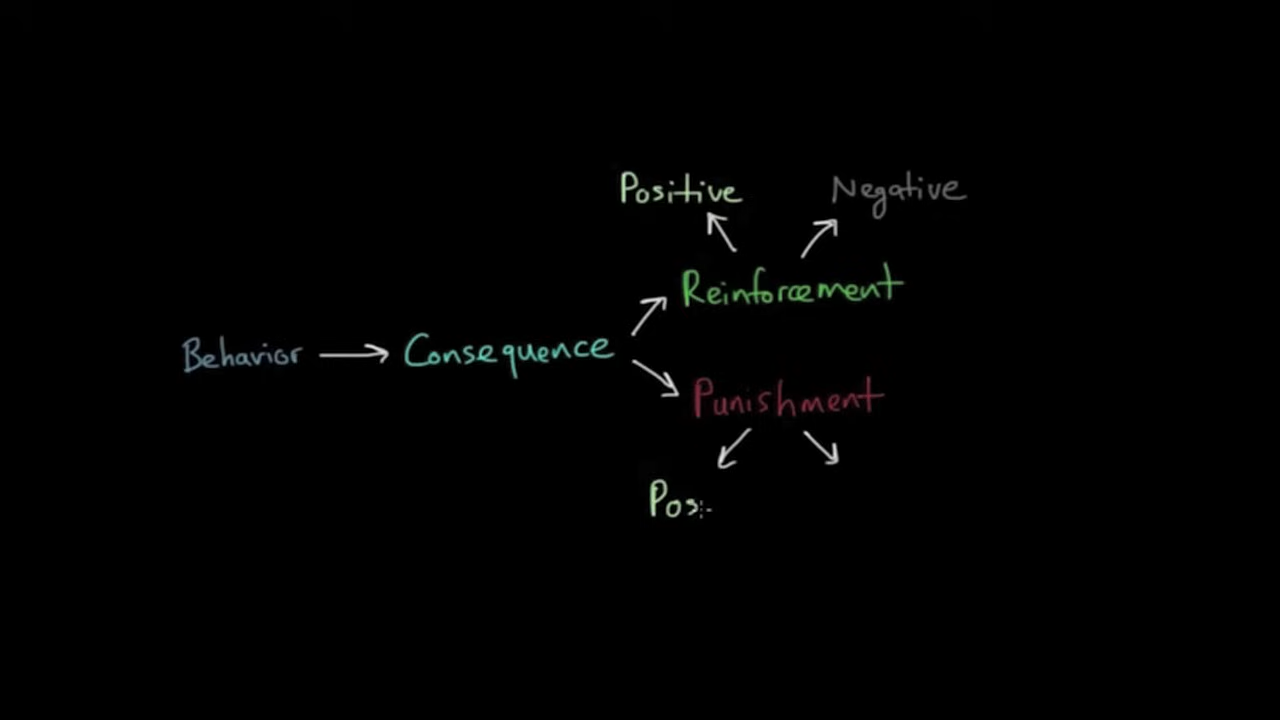 Positive Negative
Reinforcement
Behavior → Consequence
Punishment
Pos